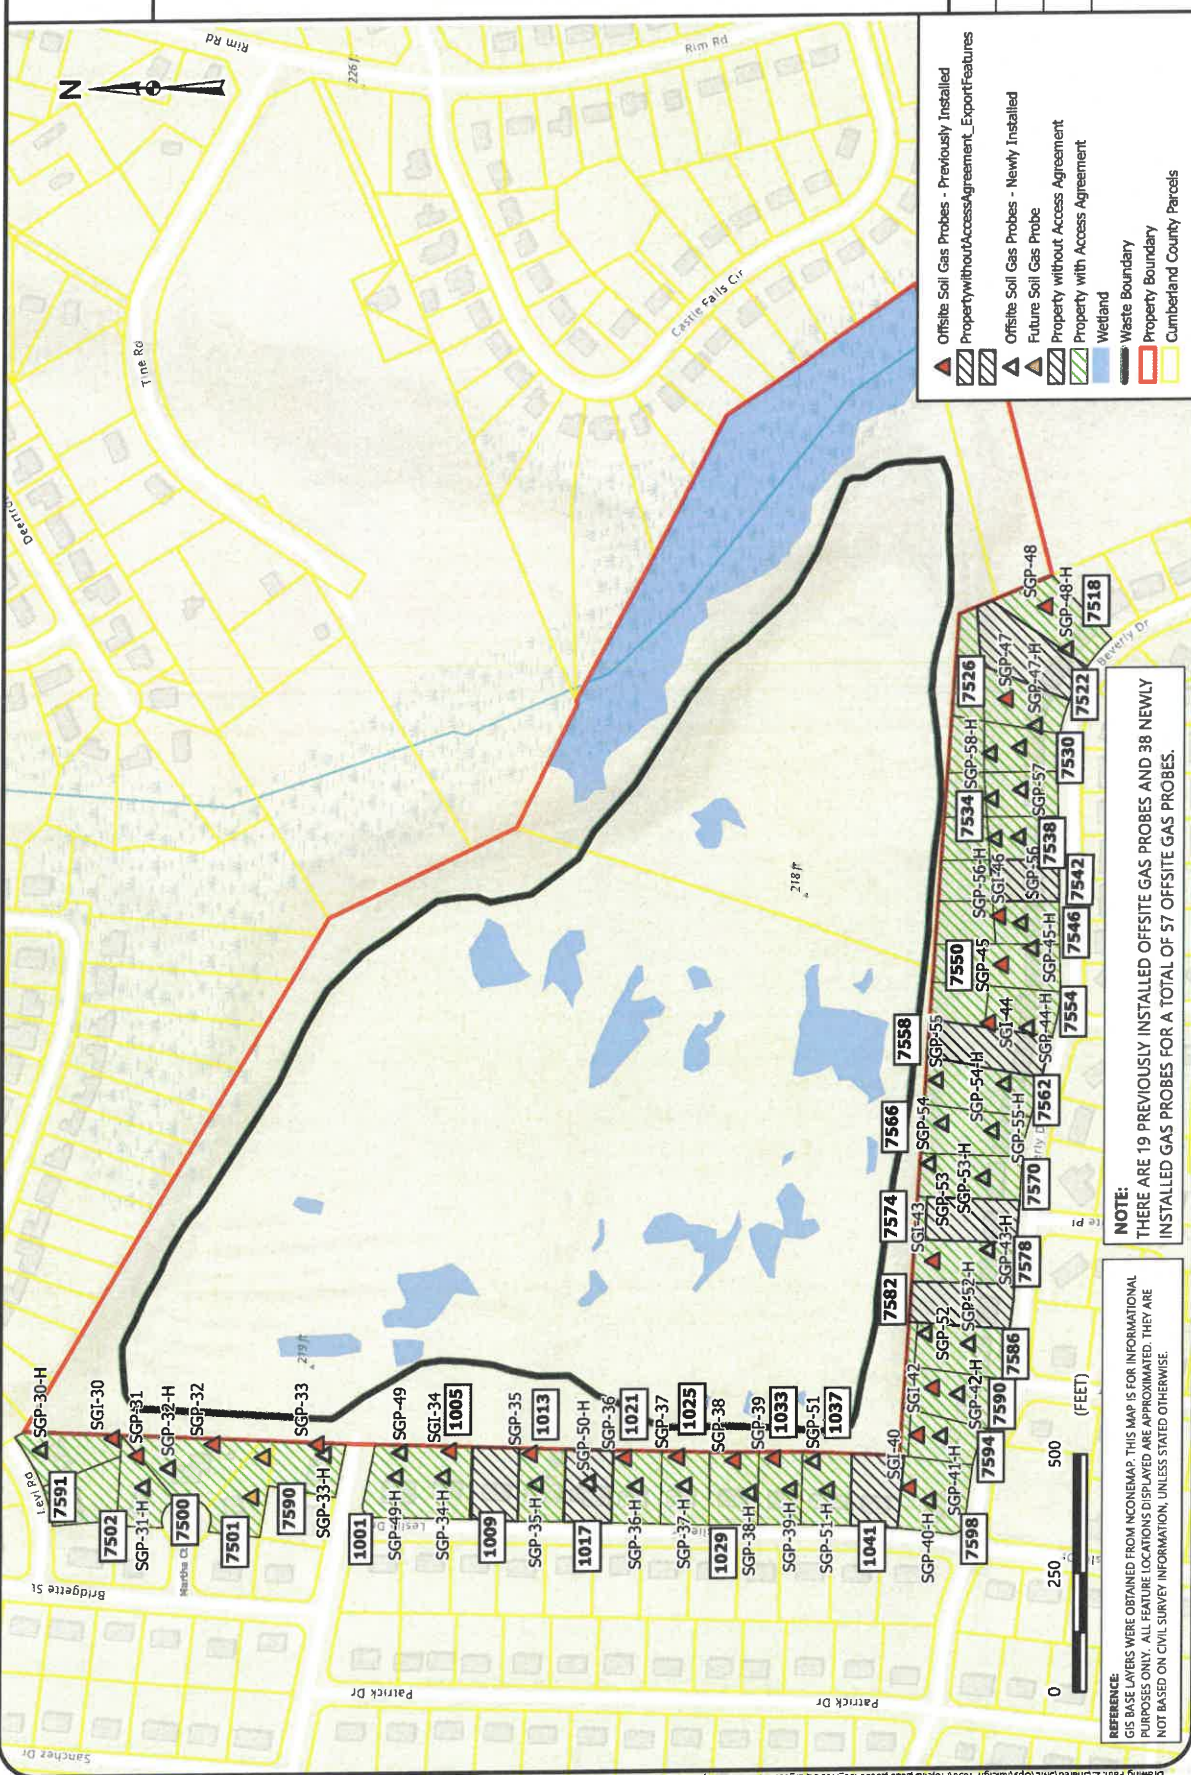 N
Rim Rd
Rim Rd
226 ft
Tine Rd
Castle Falls Cir
218 ft
219 ft
Levi Rd
Bridgette St
Martha Ct
Patrick Dr
Patrick Dr
Sanchez Dr
Beverly Dr
SGP-30-H
SGI-30
SGP-31
SGP-32-H
SGP-32
SGP-33
SGP-31-H
SGP-33-H
7591
7502
7500
7501
7590
1001
SGP-49
SGI-34
1005
SGP-49-H
SGP-34-H
1009
SGP-35
1013
SGP-35-H
SGP-50-H
1017
SGP-36
1021
SGP-36-H
SGP-37
1025
SGP-37-H
SGP-38
1029
SGP-38-H
SGP-39
1033
SGP-39-H
SGP-51
1037
SGP-51-H
1041
SGI-40
SGP-40-H
7598
SGP-41-H
7594
SGI-42
SGP-42-H
7590
SGP-52
7586
SGP-52-H
7582
SGI-43
SGP-43-H
7578
7574
SGP-53
SGP-53-H
7570
7566
SGP-54
SGP-54-H
SGP-55-H
7562
SGP-55
7558
SGI-44
SGP-44-H
7554
7550
SGP-45
SGP-45-H
7546
SGI-46
SGP-56-H
SGP-56
7542
7538
7534
SGP-57
SGP-58-H
7530
7526
SGP-47
SGP-47-H
7522
SGP-48
SGP-48-H
7518
Offsite Soil Gas Probes - Previously Installed
PropertywithoutAccessAgreement_ExportFeatures
Offsite Soil Gas Probes - Newly Installed
Future Soil Gas Probe
Property without Access Agreement
Property with Access Agreement
Wetland
Waste Boundary
Property Boundary
Cumberland County Parcels
0 250 500 (FEET)
REFERENCE:
GIS BASE LAYERS WERE OBTAINED FROM NCONEMAP. THIS MAP IS FOR INFORMATIONAL
PURPOSES ONLY. ALL FEATURE LOCATIONS DISPLAYED ARE APPROXIMATED. THEY ARE
NOT BASED ON CIVIL SURVEY INFORMATION, UNLESS STATED OTHERWISE.
NOTE:
THERE ARE 19 PREVIOUSLY INSTALLED OFFSITE GAS PROBES AND 38 NEWLY
INSTALLED GAS PROBES FOR A TOTAL OF 57 OFFSITE GAS PROBES.